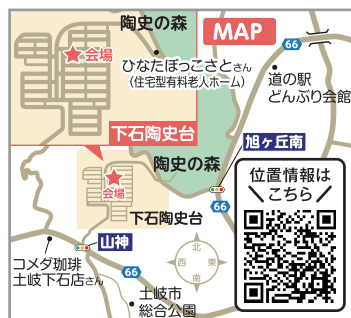 陶史の森
MAP
会場
66
ひなたぼっこさとさん
（住宅型有料老人ホーム）
道の駅
どんぶり会館
下石陶史台
旭ヶ丘南
陶史の森
位置情報は
こちら
会場
66
下石陶史台
山神
北
西
東
南
コメダ珈琲
土岐下石店さん
66
土岐市
総合公園